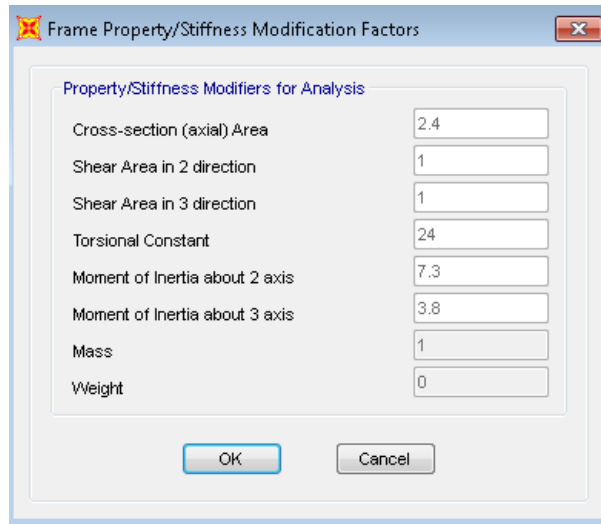 Frame Property/Stiffness Modification Factors
Property/Stiffness Modifiers for Analysis
Cross-section (axial) Area 2.4
Shear Area in 2 direction 1
Shear Area in 3 direction 1
Torsional Constant 24
Moment of Inertia about 2 axis 7.3
Moment of Inertia about 3 axis 3.8
Mass 1
Weight 0
OK Cancel